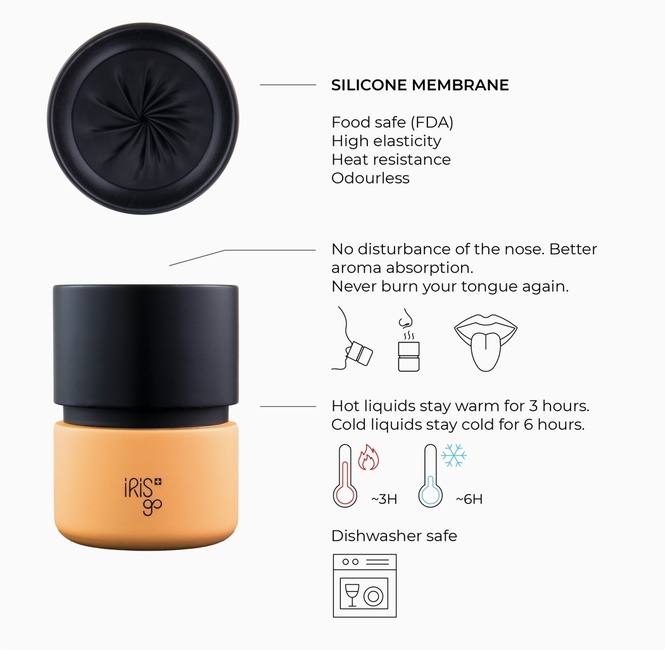 SILICONE MEMBRANE
Food safe (FDA)
High elasticity
Heat resistance
Odourless
No disturbance of the nose. Better
aroma absorption.
Never burn your tongue again.
Hot liquids stay warm for 3 hours.
Cold liquids stay cold for 6 hours.
iRiS
go
~3H
~6H
Dishwasher safe